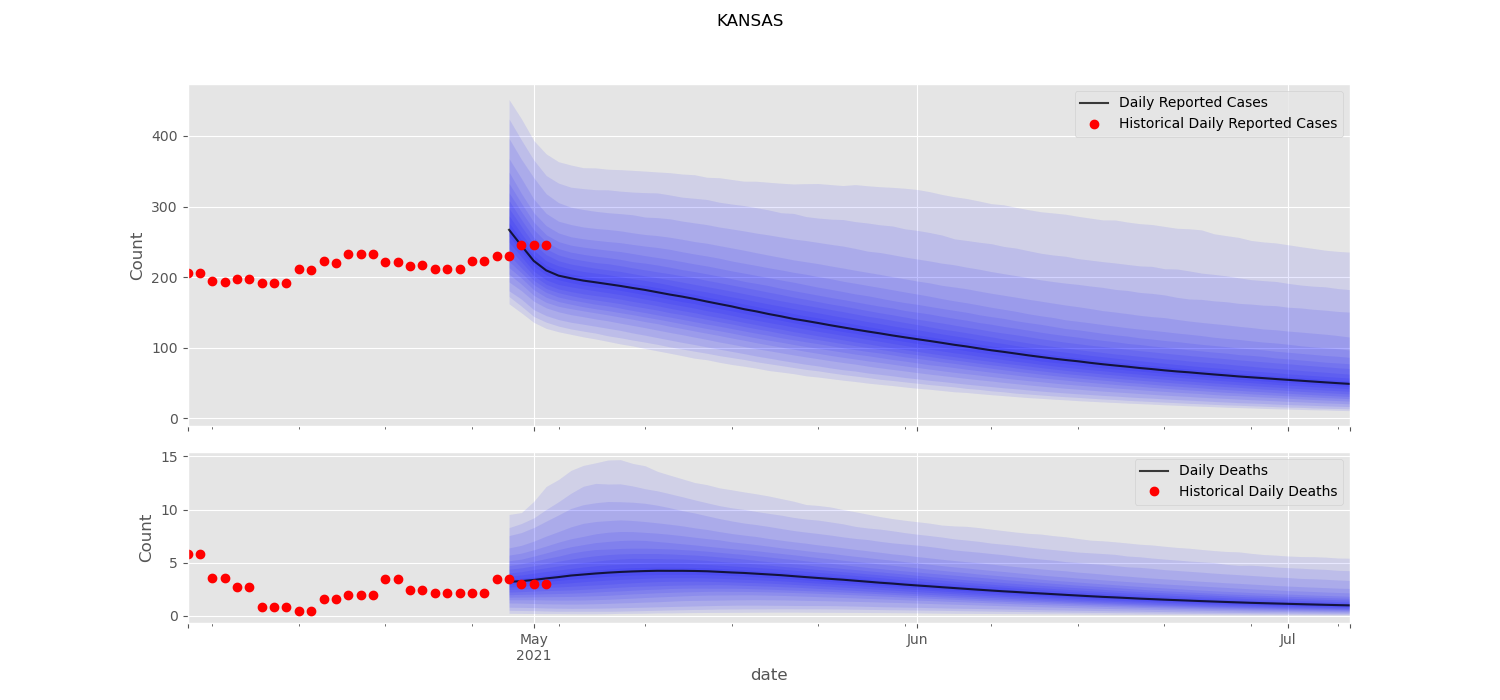 KANSAS
Daily Reported Cases
Historical Daily Reported Cases
Count
400
300
200
100
0
Daily Deaths
Historical Daily Deaths
Count
15
10
5
0
May
2021
Jun
Jul
date